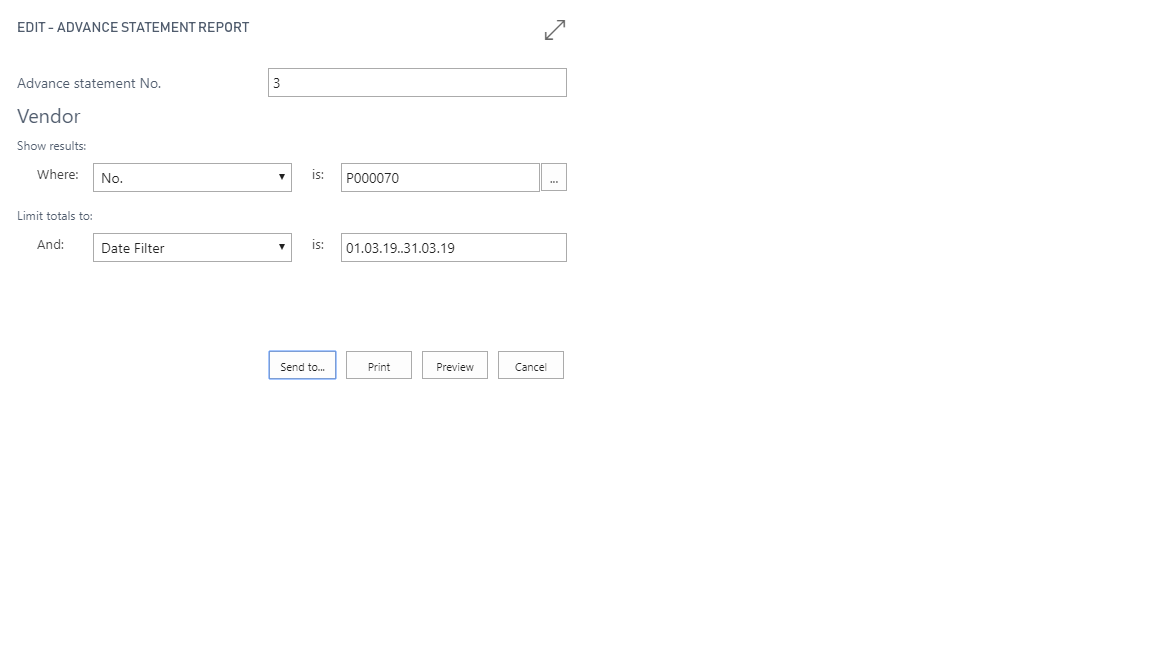 EDIT - ADVANCE STATEMENT REPORT
Advance statement No. 3
Vendor
Show results:
Where: No. is: P000070 ...
Limit totals to:
And: Date Filter is: 01.03.19..31.03.19
Send to... Print Preview Cancel